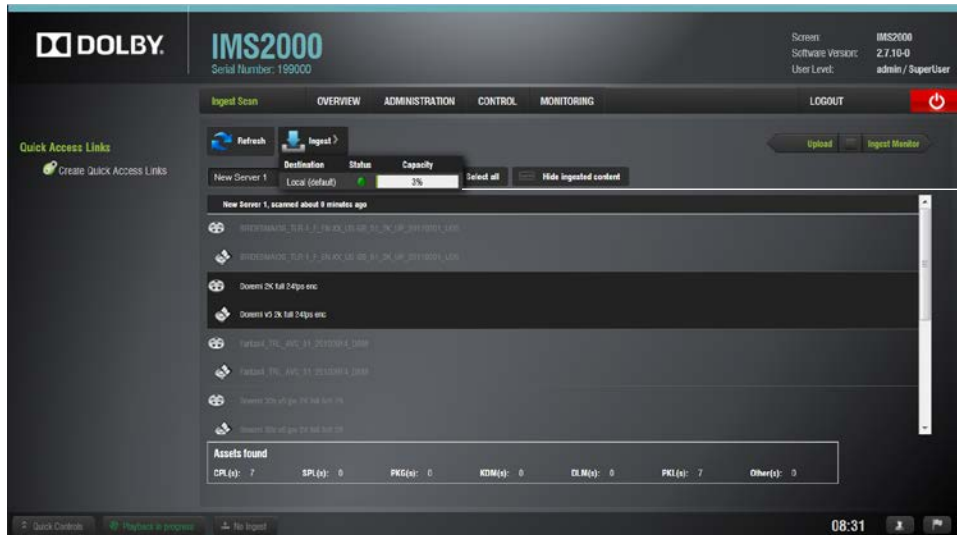 DOLBY.
IMS2000
Serial Number: 199000
Screen: IMS2000
Software Version: 2.7.10-0
User Level: admin / SuperUser
Ingest Scan OVERVIEW ADMINISTRATION CONTROL MONITORING LOGOUT
Quick Access Links
Create Quick Access Links
Refresh Ingest
Upload Ingest Monitor
Destination Status Capacity
Local (default) 3%
New Server 1 Select all Hide ingested content
New Server 1, scanned about 0 minutes ago
Doremi 2K full 24fps enc
Doremi v5 2k full 24fps enc
Assets found
CPL(s): 7 SPL(s): 0 PKG(s): 0 KDM(s): 0 DLM(s): 0 PKL(s): 7 Other(s): 0
Quick Controls Playback in progress No Ingest
08:31